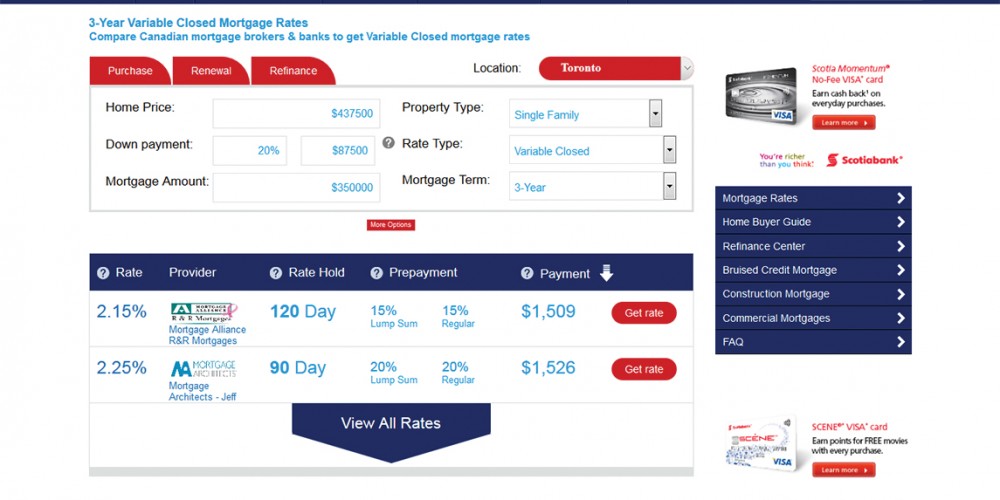 3-Year Variable Closed Mortgage Rates
Compare Canadian mortgage brokers & banks to get Variable Closed mortgage rates
Purchase
Renewal
Refinance
Location:
Toronto
Home Price:
$437500
Property Type:
Single Family
Down payment:
20%
$87500
? Rate Type:
Variable Closed
Mortgage Amount:
$350000
Mortgage Term:
3-Year
More Options
? Rate
Provider
? Rate Hold
? Prepayment
? Payment
2.15%
MORTGAGE
ALLIANCE
R & R Mortgages
Mortgage Alliance
R&R Mortgages
120 Day
15%
Lump Sum
15%
Regular
$1,509
Get rate
2.25%
MORTGAGE
ARCHITECTS
Mortgage
Architects - Jeff
90 Day
20%
Lump Sum
20%
Regular
$1,526
Get rate
View All Rates
VISA
Scotia Momentum®
No-Fee VISA* card
Earn cash back¹ on
everyday purchases.
Learn more
You're richer
than you think!
Scotiabank®
Mortgage Rates
Home Buyer Guide
Refinance Center
Bruised Credit Mortgage
Construction Mortgage
Commercial Mortgages
FAQ
Scotiabank
SCENE
VISA
SCENE®* VISA* card
Earn points for FREE movies
with every purchase.
Learn more